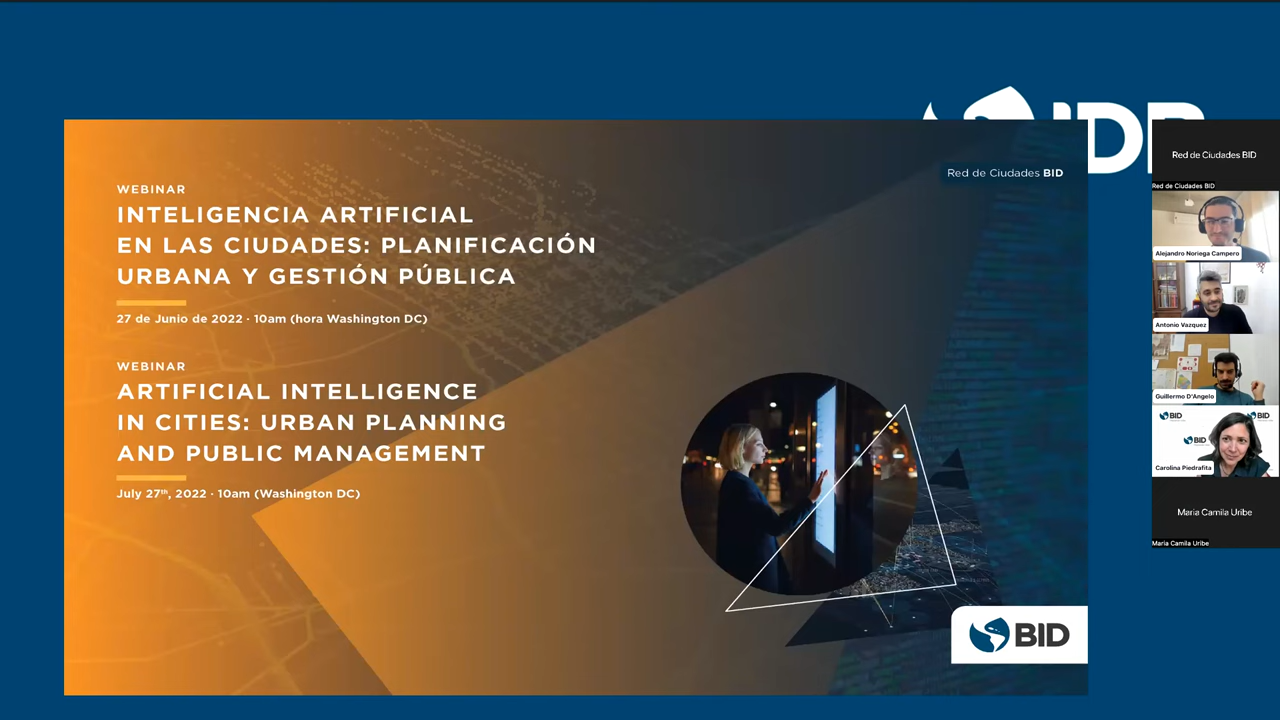 IDB
Red de Ciudades BID
WEBINAR
INTELIGENCIA ARTIFICIAL
EN LAS CIUDADES: PLANIFICACIÓN
URBANA Y GESTIÓN PÚBLICA
27 de Junio de 2022 · 10am (hora Washington DC)
WEBINAR
ARTIFICIAL INTELLIGENCE
IN CITIES: URBAN PLANNING
AND PUBLIC MANAGEMENT
July 27th, 2022 · 10am (Washington DC)
BID
Red de Ciudades BID
Red de Ciudades BID
Alejandro Noriega Campero
Antonio Vazquez
Guillermo D'Angelo
BID
BID
BID
Carolina Piedrafita
Maria Camila Uribe
Maria Camila Uribe